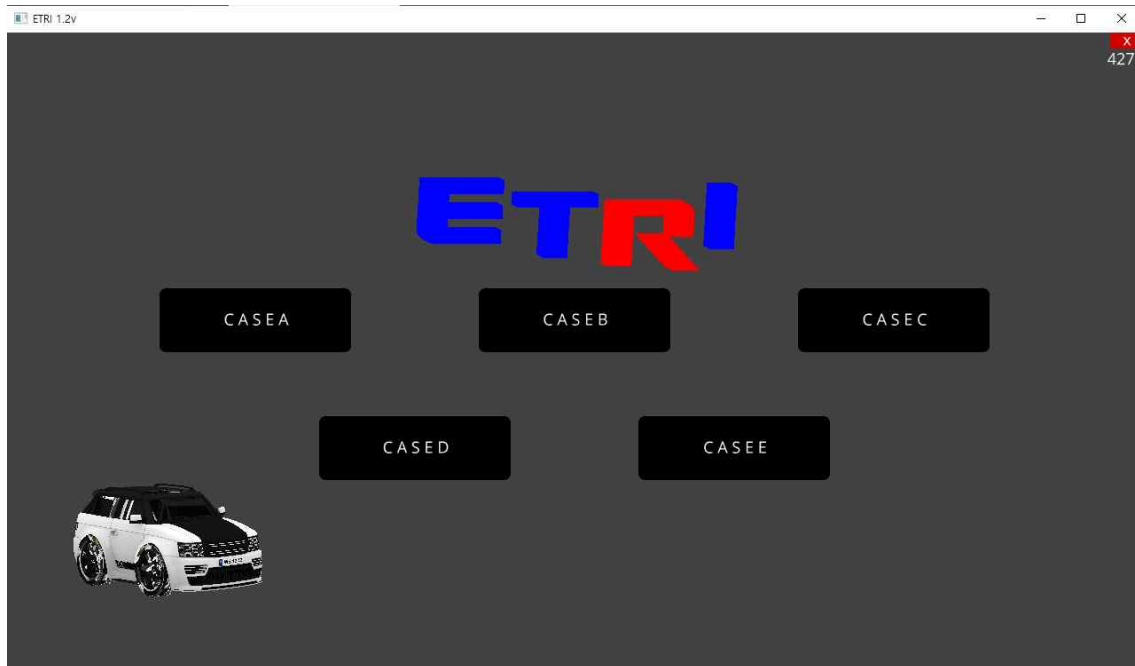 ETRI 1.2v
X
427
ETRI
CASEA CASEB CASEC
CASED CASEE